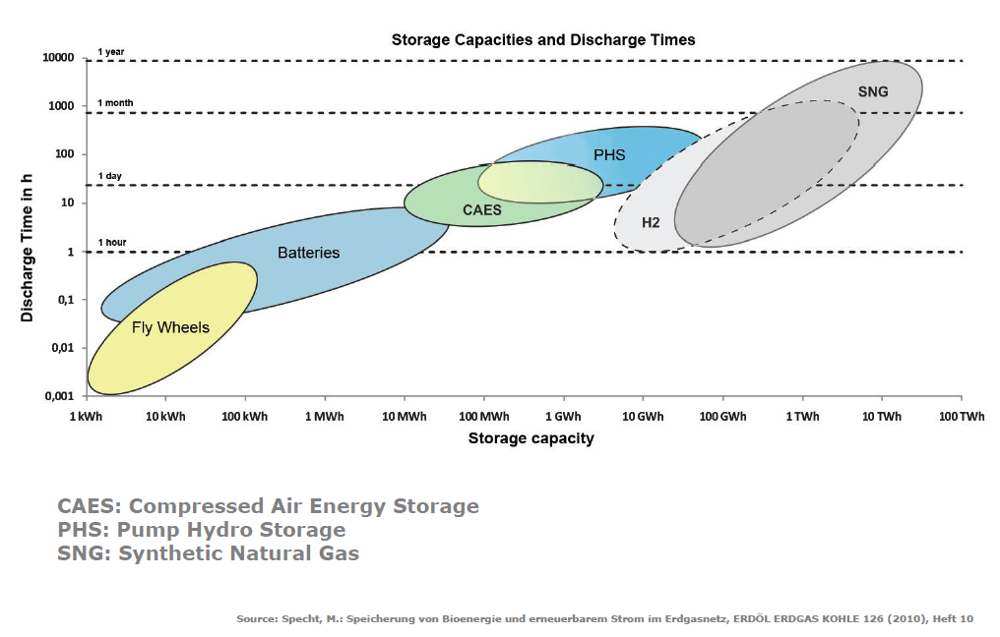 Storage Capacities and Discharge Times
10000
1 year
1000
1 month
100
1 day
10
1
1 hour
0,1
0,01
0,001
Discharge Time in h
SNG
PHS
CAES
H2
Batteries
Fly Wheels
1 kWh 10 kWh 100 kWh 1 MWh 10 MWh 100 MWh 1 GWh 10 GWh 100 GWh 1 TWh 10 TWh 100 TWh
Storage capacity
CAES: Compressed Air Energy Storage
PHS: Pump Hydro Storage
SNG: Synthetic Natural Gas
Source: Specht, M.: Speicherung von Bioenergie und erneuerbarem Strom im Erdgasnetz, ERDÖL ERDGAS KOHLE 126 (2010), Heft 10